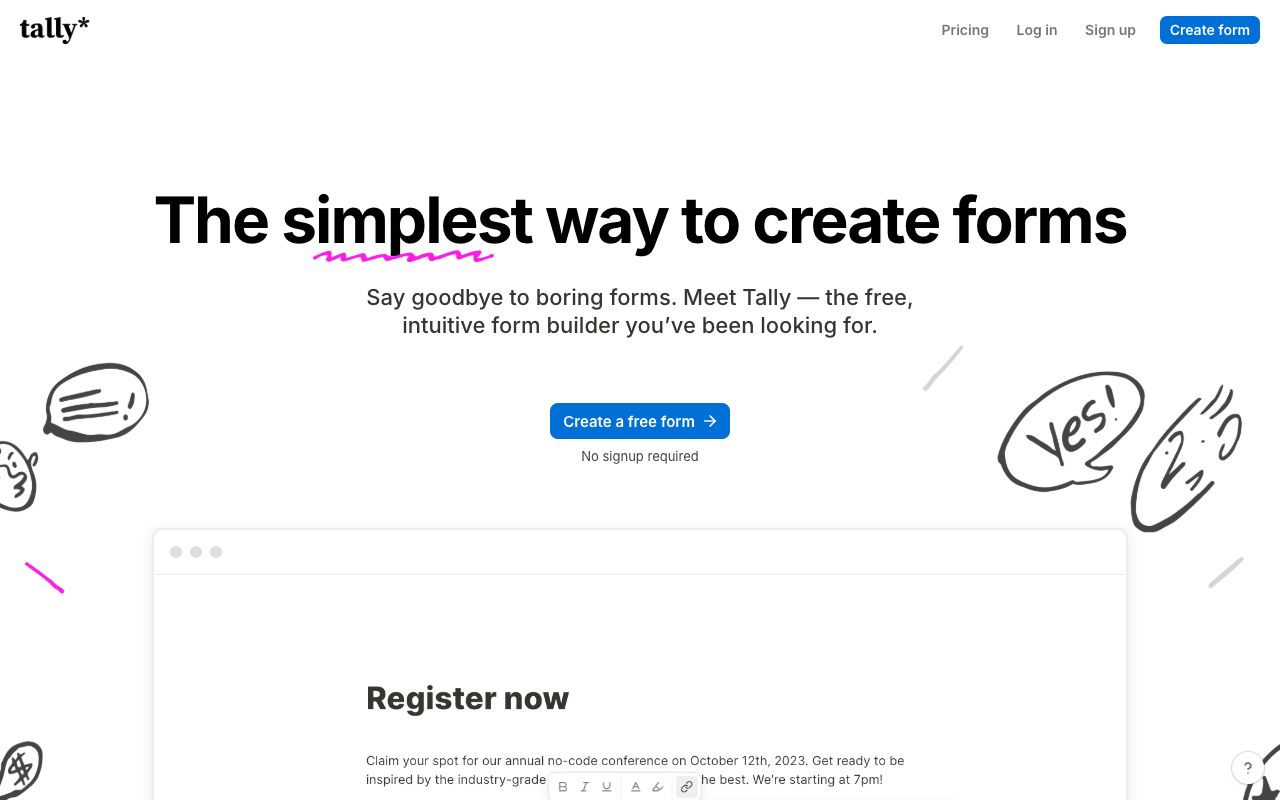 tally*
Pricing
Log in
Sign up
Create form
The simplest way to create forms
Say goodbye to boring forms. Meet Tally — the free,
intuitive form builder you’ve been looking for.
yes!
Create a free form →
No signup required
Register now
Claim your spot for our annual no-code conference on October 12th, 2023. Get ready to be
inspired by the industry-grade he best. We're starting at 7pm!
B I U A
$
?